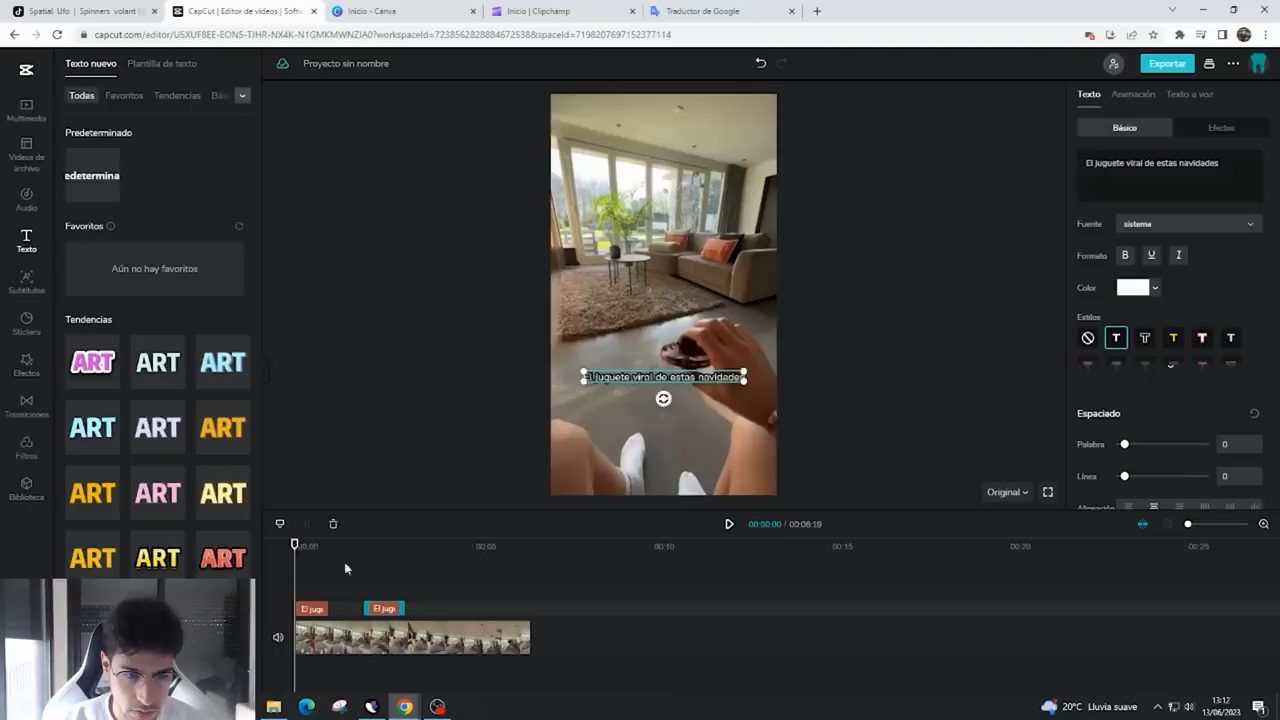 Spatial Ufo | Spinners volant
CapCut | Editor de videos | Softw
Inicio - Canva
Inicio | Clipchamp
Traductor de Google
capcut.com/editor/U5XUF8EE-EON5-TJHR-NX4K-N1GMKMWNZIA0?workspaceId=7238562828884672538&spaceId=7198207697152377114
Texto nuevo
Plantilla de texto
Proyecto sin nombre
Exportar
Texto
Animación
Texto a voz
Todas
Favoritos
Tendencias
Bás
Multimedia
Videos de archivo
Audio
Texto
Subtítulos
Stickers
Efectos
Transiciones
Filtros
Biblioteca
Predeterminado
edetermina
Favoritos
Aún no hay favoritos
Tendencias
ART ART ART
ART ART ART
ART ART ART
ART ART ART
El juguete viral de estas navidades
Original
Básico
Efectos
El juguete viral de estas navidades
Fuente
sistema
Formato
B U I
Color
Estilos
T T T T T
Espaciado
Palabra
0
Línea
0
Alineación
00:00:00 / 00:06:19
00:00
00:05
00:10
00:15
00:20
00:25
El jugu
El jugu
20°C Lluvia suave
13:12
13/06/2023